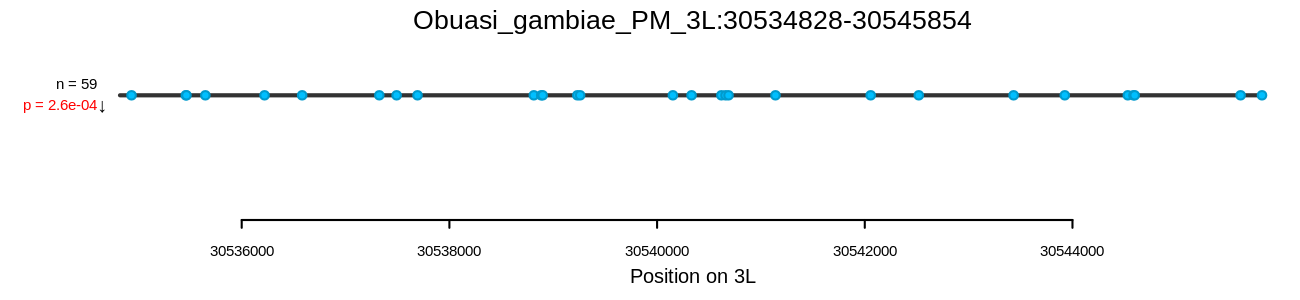 Obuasi_gambiae_PM_3L:30534828-30545854
n = 59
p = 2.6e-04↓
30536000 30538000 30540000 30542000 30544000
Position on 3L